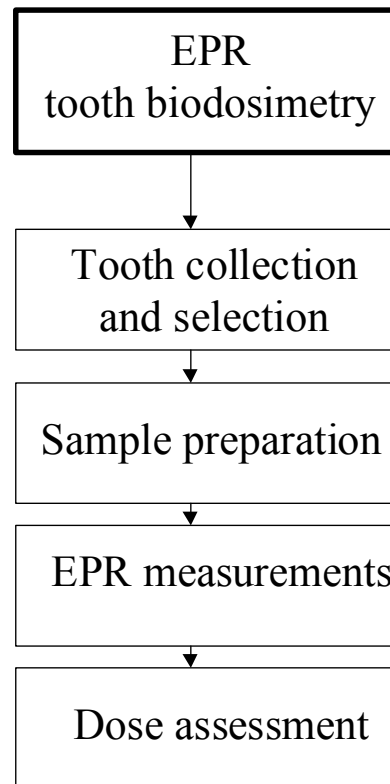 EPR
tooth biodosimetry
Tooth collection
and selection
Sample preparation
EPR measurements
Dose assessment